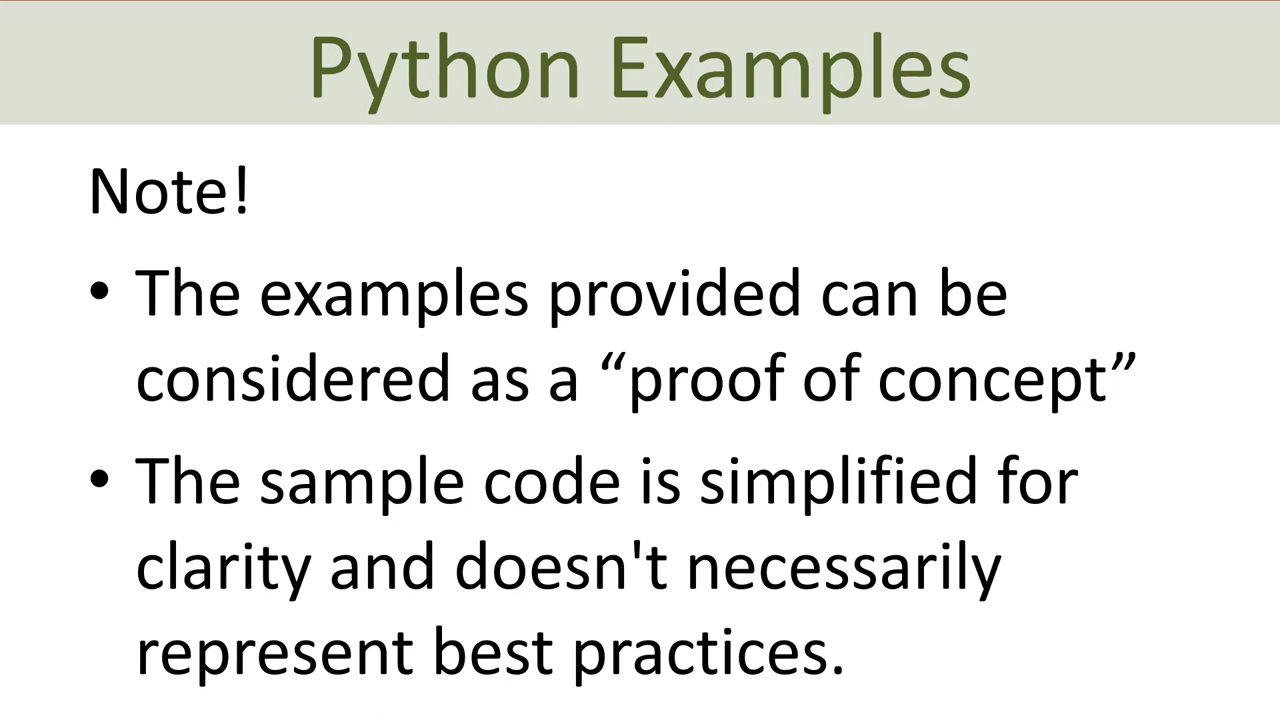 Python Examples
Note!
• The examples provided can be
considered as a “proof of concept”
• The sample code is simplified for
clarity and doesn't necessarily
represent best practices.